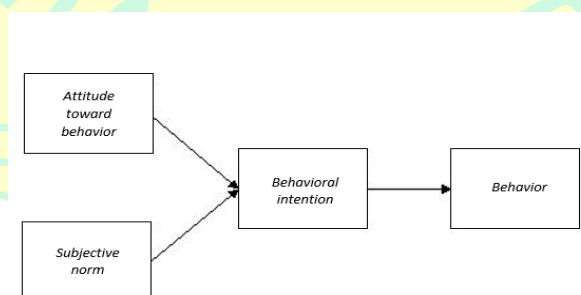 Attitude
toward
behavior
Behavioral
intention
Behavior
Subjective
norm